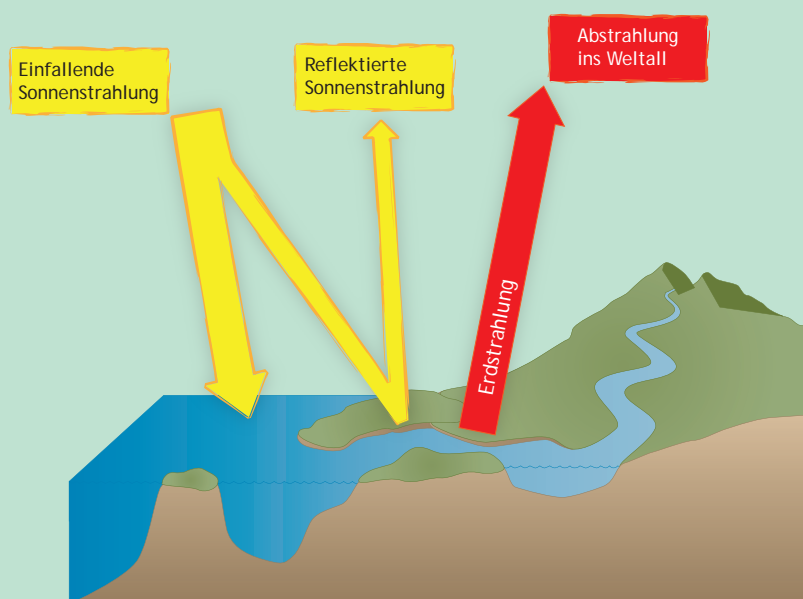 Einfallende
Sonnenstrahlung
Reflektierte
Sonnenstrahlung
Abstrahlung
ins Weltall
Erdstrahlung